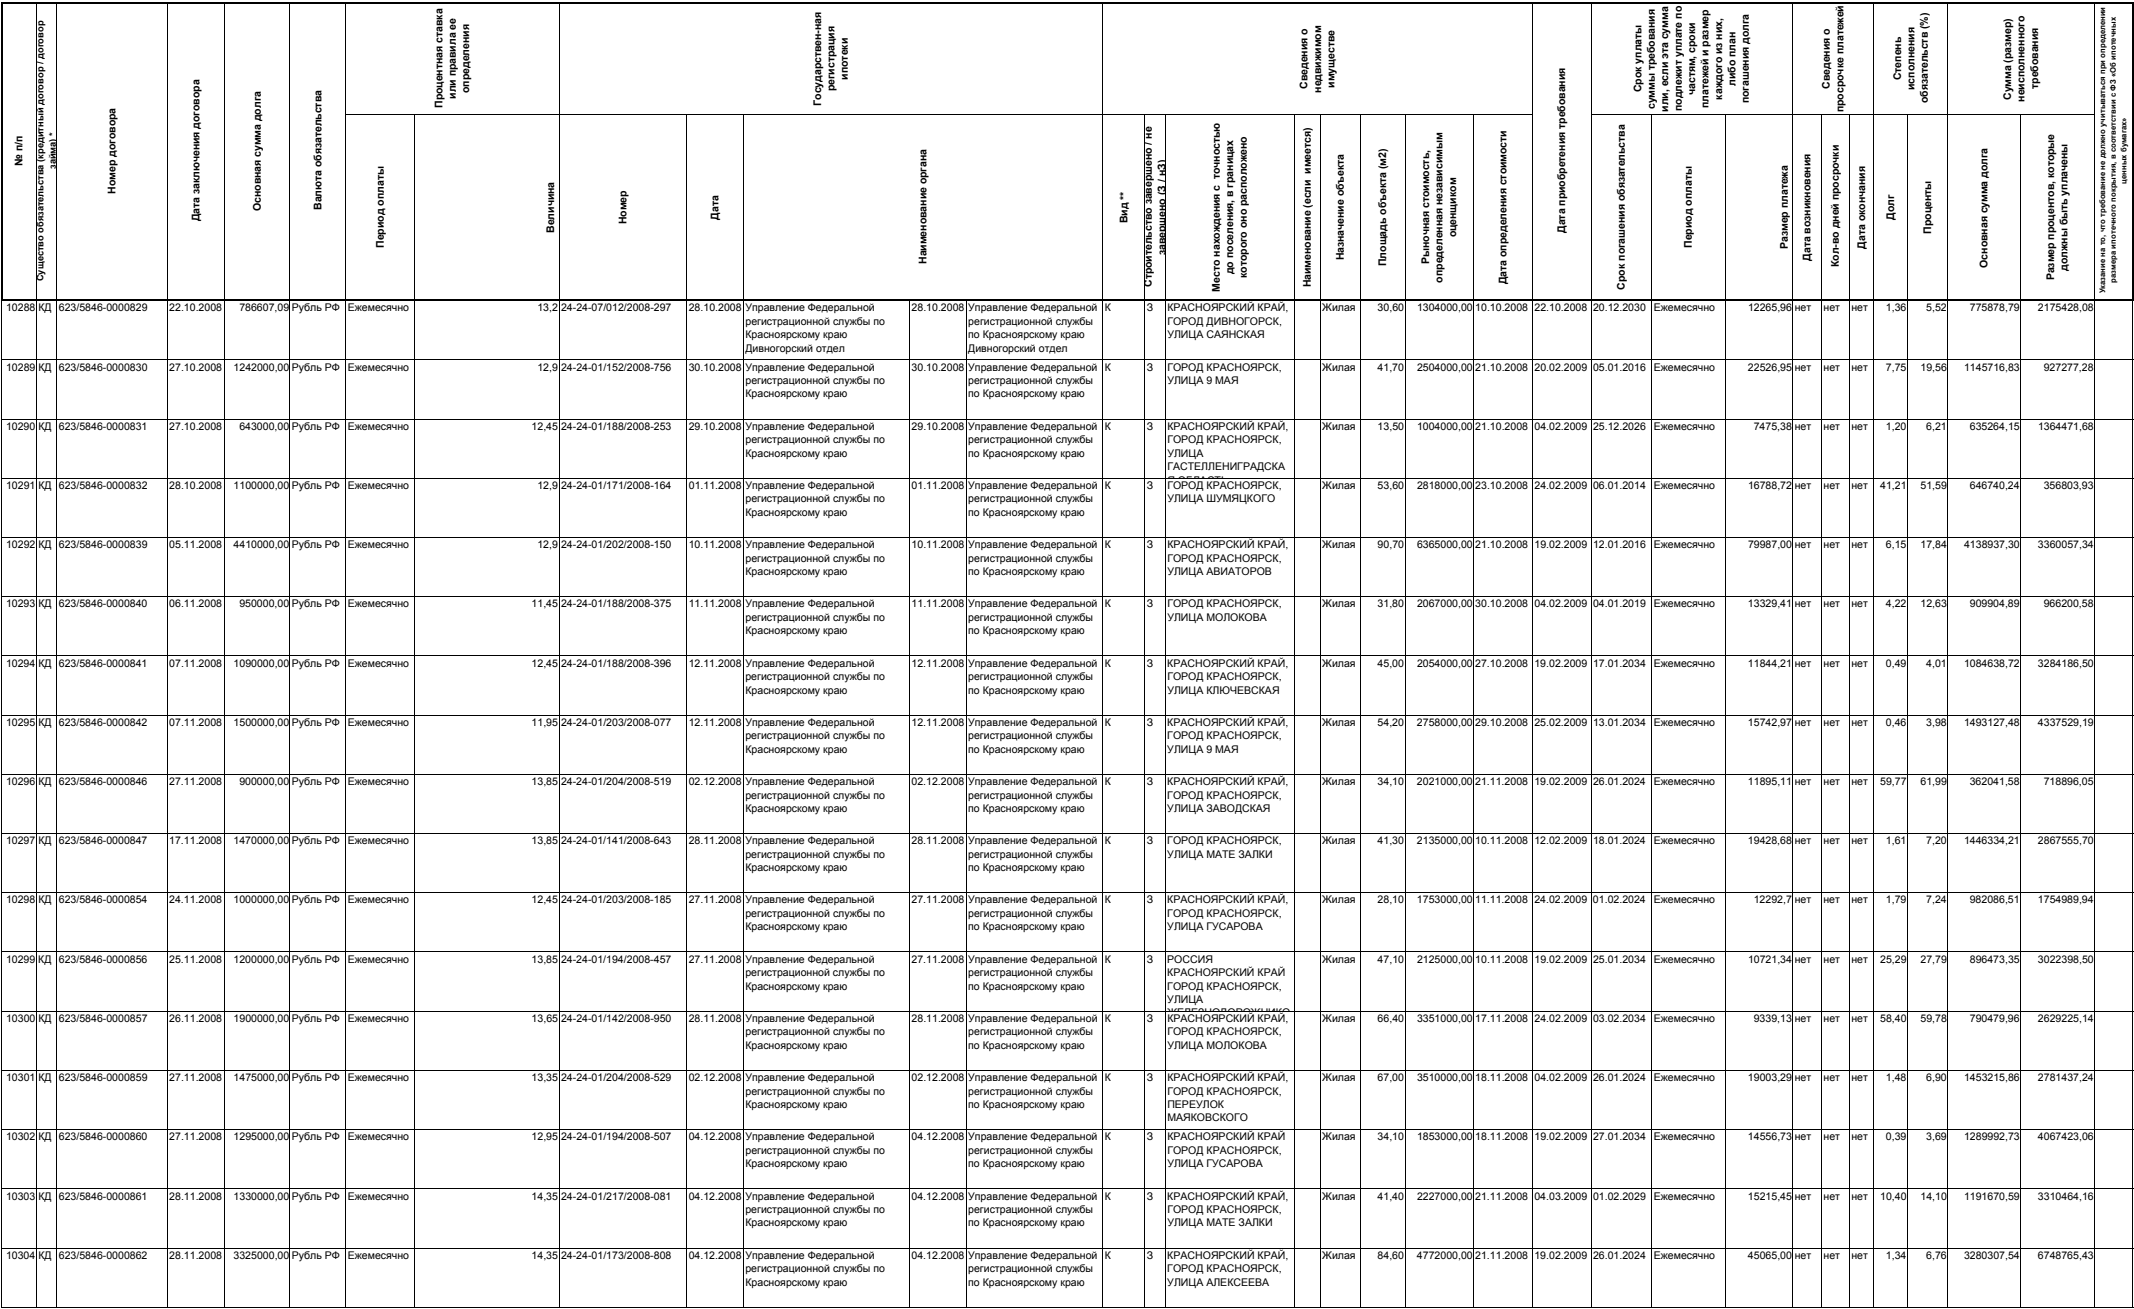 № п/п
Существо обязательства (кредитный договор / договор займа) *
Номер договора
Дата заключения договора
Основная сумма долга
Валюта обязательства
Процентная ставка или правила ее определения
Период оплаты
Величина
Государствен-ная регистрация ипотеки
Номер
Дата
Наименование органа
Сведения о недвижимом имуществе
Вид **
Строительство завершено / не завершено (З / нЗ)
Место нахождения с точностью до поселения, в границах которого оно расположено
Наименование (если имеется)
Назначение объекта
Площадь объекта (м2)
Рыночная стоимость, определенная независимым оценщиком
Дата определения стоимости
Дата приобретения требования
Срок уплаты суммы требования или, если эта сумма подлежит уплате по частям, сроки платежей и размер каждого из них, либо план погашения долга
Срок погашения обязательства
Период оплаты
Размер платежа
Сведения о просрочке платежей
Дата возникновения
Кол-во дней просрочки
Дата окончания
Степень исполнения обязательств (%)
Долг
Проценты
Сумма (размер) неисполненного требования
Основная сумма долга
Размер процентов, которые должны быть уплачены
Указание на то, что требование не должно учитываться при определении размера ипотечного покрытия, в соответствии с ФЗ «Об ипотечных ценных бумагах»
10288 КД 623/5846-0000829 22.10.2008 786607,09 Рубль РФ Ежемесячно 13,2 24-24-07/012/2008-297 28.10.2008 Управление Федеральной регистрационной службы по Красноярскому краю Дивногорский отдел 28.10.2008 Управление Федеральной регистрационной службы по Красноярскому краю Дивногорский отдел К З КРАСНОЯРСКИЙ КРАЙ, ГОРОД ДИВНОГОРСК, УЛИЦА САЯНСКАЯ Жилая 30,60 1304000,00 10.10.2008 22.10.2008 20.12.2030 Ежемесячно 12265,96 нет нет нет 1,36 5,52 775878,79 2175428,08
10289 КД 623/5846-0000830 27.10.2008 1242000,00 Рубль РФ Ежемесячно 12,9 24-24-01/152/2008-756 30.10.2008 Управление Федеральной регистрационной службы по Красноярскому краю 30.10.2008 Управление Федеральной регистрационной службы по Красноярскому краю К З ГОРОД КРАСНОЯРСК, УЛИЦА 9 МАЯ Жилая 41,70 2504000,00 21.10.2008 20.02.2009 05.01.2016 Ежемесячно 22526,95 нет нет нет 7,75 19,56 1145716,83 927277,28
10290 КД 623/5846-0000831 27.10.2008 643000,00 Рубль РФ Ежемесячно 12,45 24-24-01/188/2008-253 29.10.2008 Управление Федеральной регистрационной службы по Красноярскому краю 29.10.2008 Управление Федеральной регистрационной службы по Красноярскому краю К З КРАСНОЯРСКИЙ КРАЙ, ГОРОД КРАСНОЯРСК, УЛИЦА ГАСТЕЛЛЕНИГРАДСКА Жилая 13,50 1004000,00 21.10.2008 04.02.2009 25.12.2026 Ежемесячно 7475,38 нет нет нет 1,20 6,21 635264,15 1364471,68
10291 КД 623/5846-0000832 28.10.2008 1100000,00 Рубль РФ Ежемесячно 12,9 24-24-01/171/2008-164 01.11.2008 Управление Федеральной регистрационной службы по Красноярскому краю 01.11.2008 Управление Федеральной регистрационной службы по Красноярскому краю К З ГОРОД КРАСНОЯРСК, УЛИЦА ШУМЯЦКОГО Жилая 53,60 2818000,00 23.10.2008 24.02.2009 06.01.2014 Ежемесячно 16788,72 нет нет нет 41,21 51,59 646740,24 356803,93
10292 КД 623/5846-0000839 05.11.2008 4410000,00 Рубль РФ Ежемесячно 12,9 24-24-01/202/2008-150 10.11.2008 Управление Федеральной регистрационной службы по Красноярскому краю 10.11.2008 Управление Федеральной регистрационной службы по Красноярскому краю К З КРАСНОЯРСКИЙ КРАЙ, ГОРОД КРАСНОЯРСК, УЛИЦА АВИАТОРОВ Жилая 90,70 6365000,00 21.10.2008 19.02.2009 12.01.2016 Ежемесячно 79987,00 нет нет нет 6,15 17,84 4138937,30 3360057,34
10293 КД 623/5846-0000840 06.11.2008 950000,00 Рубль РФ Ежемесячно 11,45 24-24-01/188/2008-375 11.11.2008 Управление Федеральной регистрационной службы по Красноярскому краю 11.11.2008 Управление Федеральной регистрационной службы по Красноярскому краю К З ГОРОД КРАСНОЯРСК, УЛИЦА МОЛОКОВА Жилая 31,80 2067000,00 30.10.2008 04.02.2009 04.01.2019 Ежемесячно 13329,41 нет нет нет 4,22 12,63 909904,89 966200,58
10294 КД 623/5846-0000841 07.11.2008 1090000,00 Рубль РФ Ежемесячно 12,45 24-24-01/188/2008-396 12.11.2008 Управление Федеральной регистрационной службы по Красноярскому краю 12.11.2008 Управление Федеральной регистрационной службы по Красноярскому краю К З КРАСНОЯРСКИЙ КРАЙ, ГОРОД КРАСНОЯРСК, УЛИЦА КЛЮЧЕВСКАЯ Жилая 45,00 2054000,00 27.10.2008 19.02.2009 17.01.2034 Ежемесячно 11844,21 нет нет нет 0,49 4,01 1084638,72 3284186,50
10295 КД 623/5846-0000842 07.11.2008 1500000,00 Рубль РФ Ежемесячно 11,95 24-24-01/203/2008-077 12.11.2008 Управление Федеральной регистрационной службы по Красноярскому краю 12.11.2008 Управление Федеральной регистрационной службы по Красноярскому краю К З КРАСНОЯРСКИЙ КРАЙ, ГОРОД КРАСНОЯРСК, УЛИЦА 9 МАЯ Жилая 54,20 2758000,00 29.10.2008 25.02.2009 13.01.2034 Ежемесячно 15742,97 нет нет нет 0,46 3,98 1493127,48 4337529,19
10296 КД 623/5846-0000846 27.11.2008 900000,00 Рубль РФ Ежемесячно 13,85 24-24-01/204/2008-519 02.12.2008 Управление Федеральной регистрационной службы по Красноярскому краю 02.12.2008 Управление Федеральной регистрационной службы по Красноярскому краю К З КРАСНОЯРСКИЙ КРАЙ, ГОРОД КРАСНОЯРСК, УЛИЦА ЗАВОДСКАЯ Жилая 34,10 2021000,00 21.11.2008 19.02.2009 26.01.2024 Ежемесячно 11895,11 нет нет нет 59,77 61,99 362041,58 718896,05
10297 КД 623/5846-0000847 17.11.2008 1470000,00 Рубль РФ Ежемесячно 13,85 24-24-01/141/2008-643 28.11.2008 Управление Федеральной регистрационной службы по Красноярскому краю 28.11.2008 Управление Федеральной регистрационной службы по Красноярскому краю К З ГОРОД КРАСНОЯРСК, УЛИЦА МАТЕ ЗАЛКИ Жилая 41,30 2135000,00 10.11.2008 12.02.2009 18.01.2024 Ежемесячно 19428,68 нет нет нет 1,61 7,20 1446334,21 2867555,70
10298 КД 623/5846-0000854 24.11.2008 1000000,00 Рубль РФ Ежемесячно 12,45 24-24-01/203/2008-185 27.11.2008 Управление Федеральной регистрационной службы по Красноярскому краю 27.11.2008 Управление Федеральной регистрационной службы по Красноярскому краю К З КРАСНОЯРСКИЙ КРАЙ, ГОРОД КРАСНОЯРСК, УЛИЦА ГУСАРОВА Жилая 28,10 1753000,00 11.11.2008 24.02.2009 01.02.2024 Ежемесячно 12292,7 нет нет нет 1,79 7,24 982086,51 1754989,94
10299 КД 623/5846-0000856 25.11.2008 1200000,00 Рубль РФ Ежемесячно 13,85 24-24-01/194/2008-457 27.11.2008 Управление Федеральной регистрационной службы по Красноярскому краю 27.11.2008 Управление Федеральной регистрационной службы по Красноярскому краю К З РОССИЯ КРАСНОЯРСКИЙ КРАЙ ГОРОД КРАСНОЯРСК, УЛИЦА Жилая 47,10 2125000,00 10.11.2008 19.02.2009 25.01.2034 Ежемесячно 10721,34 нет нет нет 25,29 27,79 896473,35 3022398,50
10300 КД 623/5846-0000857 26.11.2008 1900000,00 Рубль РФ Ежемесячно 13,65 24-24-01/142/2008-950 28.11.2008 Управление Федеральной регистрационной службы по Красноярскому краю 28.11.2008 Управление Федеральной регистрационной службы по Красноярскому краю К З КРАСНОЯРСКИЙ КРАЙ, ГОРОД КРАСНОЯРСК, УЛИЦА МОЛОКОВА Жилая 66,40 3351000,00 17.11.2008 24.02.2009 03.02.2034 Ежемесячно 9339,13 нет нет нет 58,40 59,78 790479,96 2629225,14
10301 КД 623/5846-0000859 27.11.2008 1475000,00 Рубль РФ Ежемесячно 13,35 24-24-01/204/2008-529 02.12.2008 Управление Федеральной регистрационной службы по Красноярскому краю 02.12.2008 Управление Федеральной регистрационной службы по Красноярскому краю К З КРАСНОЯРСКИЙ КРАЙ, ГОРОД КРАСНОЯРСК, ПЕРЕУЛОК МАЯКОВСКОГО Жилая 67,00 3510000,00 18.11.2008 04.02.2009 26.01.2024 Ежемесячно 19003,29 нет нет нет 1,48 6,90 1453215,86 2781437,24
10302 КД 623/5846-0000860 27.11.2008 1295000,00 Рубль РФ Ежемесячно 12,95 24-24-01/194/2008-507 04.12.2008 Управление Федеральной регистрационной службы по Красноярскому краю 04.12.2008 Управление Федеральной регистрационной службы по Красноярскому краю К З КРАСНОЯРСКИЙ КРАЙ ГОРОД КРАСНОЯРСК, УЛИЦА ГУСАРОВА Жилая 34,10 1853000,00 18.11.2008 19.02.2009 27.01.2034 Ежемесячно 14556,73 нет нет нет 0,39 3,69 1289992,73 4067423,06
10303 КД 623/5846-0000861 28.11.2008 1330000,00 Рубль РФ Ежемесячно 14,35 24-24-01/217/2008-081 04.12.2008 Управление Федеральной регистрационной службы по Красноярскому краю 04.12.2008 Управление Федеральной регистрационной службы по Красноярскому краю К З КРАСНОЯРСКИЙ КРАЙ, ГОРОД КРАСНОЯРСК, УЛИЦА МАТЕ ЗАЛКИ Жилая 41,40 2227000,00 21.11.2008 04.03.2009 01.02.2029 Ежемесячно 15215,45 нет нет нет 10,40 14,10 1191670,59 3310464,16
10304 КД 623/5846-0000862 28.11.2008 3325000,00 Рубль РФ Ежемесячно 14,35 24-24-01/173/2008-808 04.12.2008 Управление Федеральной регистрационной службы по Красноярскому краю 04.12.2008 Управление Федеральной регистрационной службы по Красноярскому краю К З КРАСНОЯРСКИЙ КРАЙ, ГОРОД КРАСНОЯРСК, УЛИЦА АЛЕКСЕЕВА Жилая 84,60 4772000,00 21.11.2008 19.02.2009 26.01.2024 Ежемесячно 45065,00 нет нет нет 1,34 6,76 3280307,54 6748765,43